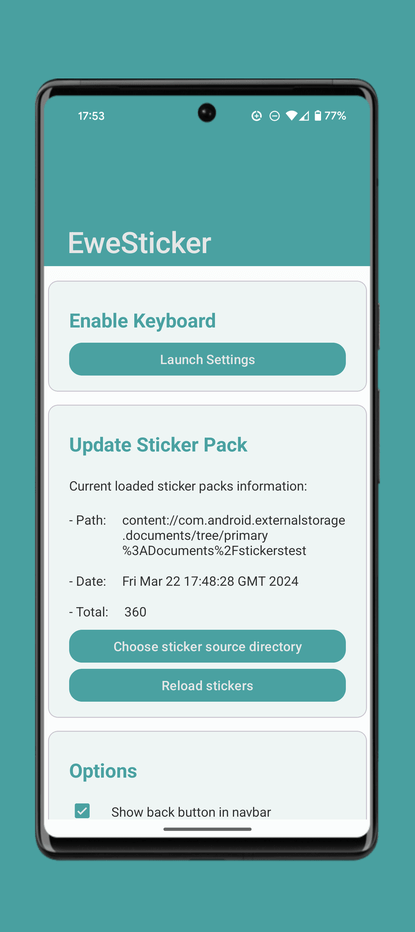 17:53
77%
EweSticker
Enable Keyboard
Launch Settings
Update Sticker Pack
Current loaded sticker packs information:
- Path: content://com.android.externalstorage
.documents/tree/primary
%3ADocuments%2Fstickerstest
- Date: Fri Mar 22 17:48:28 GMT 2024
- Total: 360
Choose sticker source directory
Reload stickers
Options
Show back button in navbar